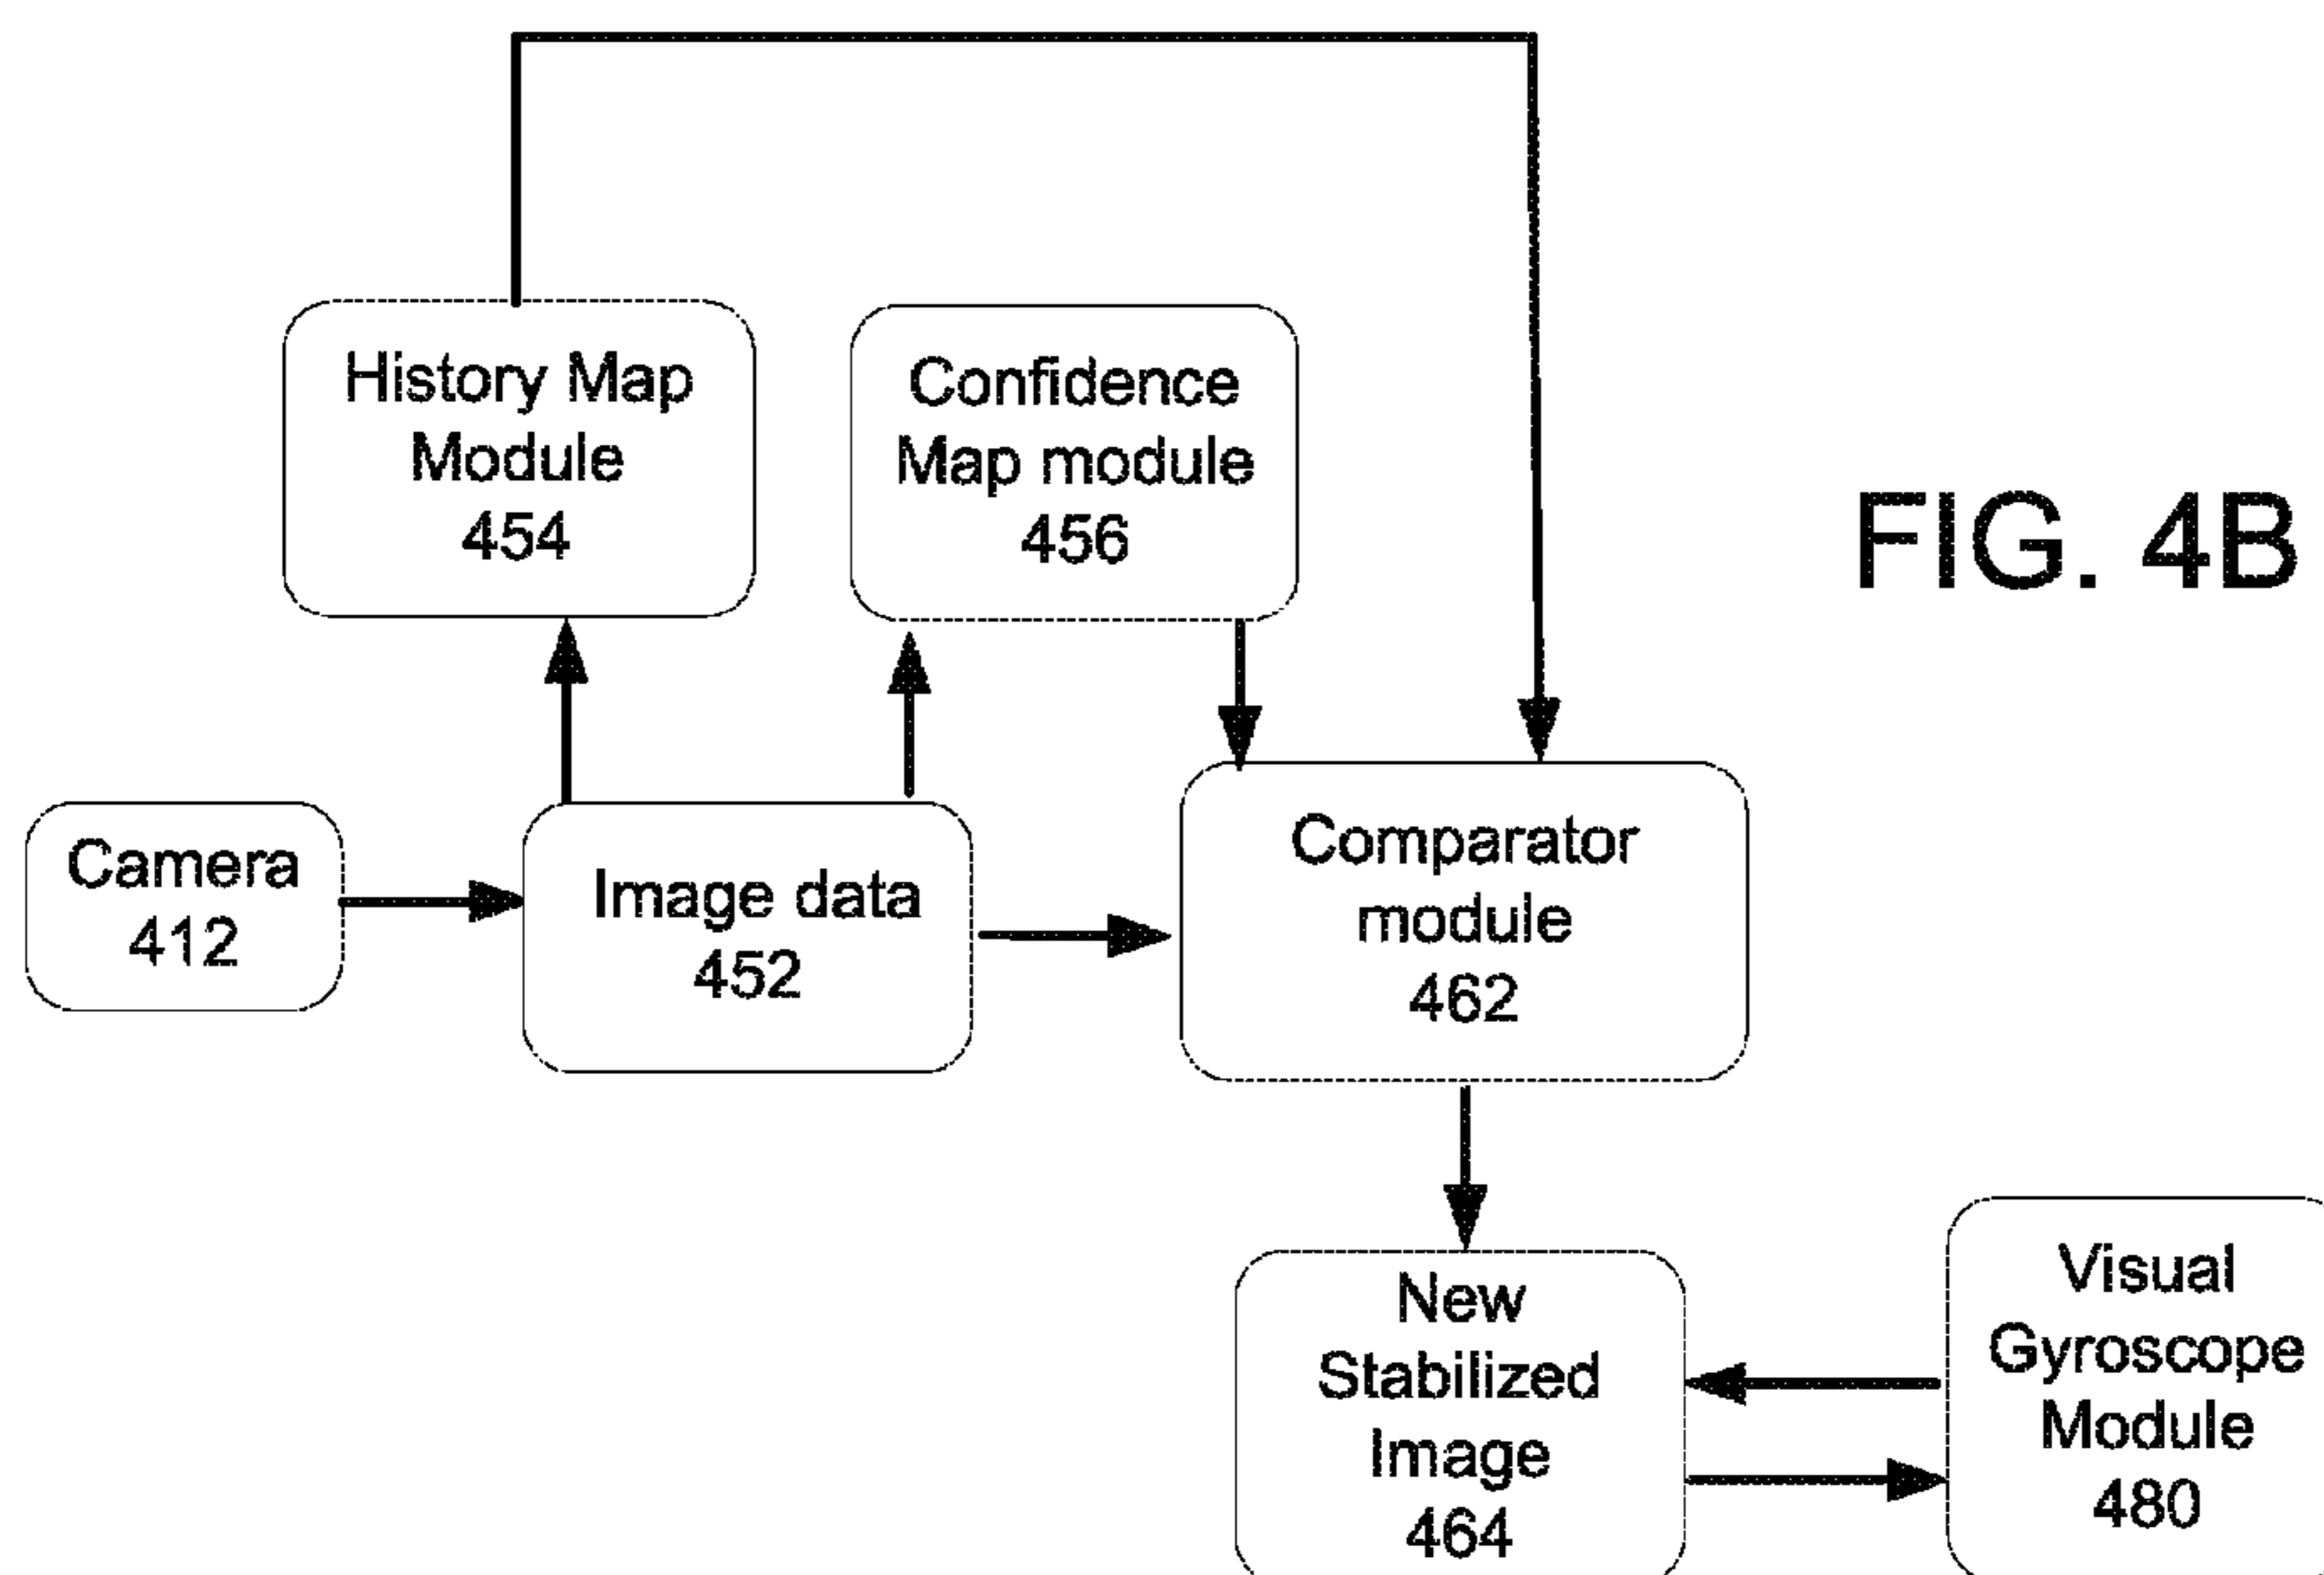 History Map
Module
454
Confidence
Map module
456
FIG. 4B
Camera
412
Image data
452
Comparator
module
462
New
Stabilized
Image
464
Visual
Gyroscope
Module
480